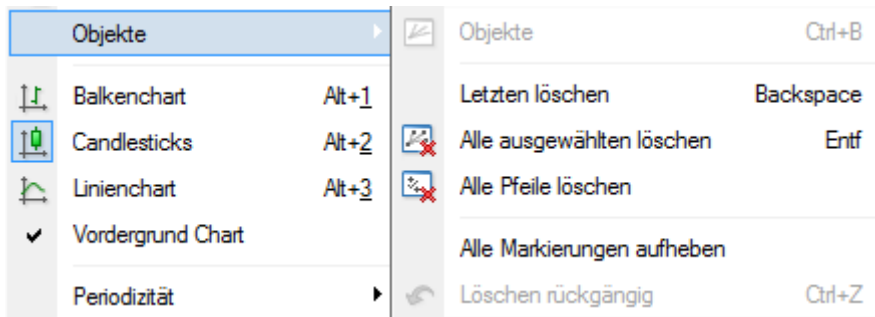 Objekte
Balkenchart Alt+1
Candlesticks Alt+2
Linienchart Alt+3
Vordergrund Chart
Periodizität
Objekte Ctrl+B
Letzten löschen Backspace
Alle ausgewählten löschen Entf
Alle Pfeile löschen
Alle Markierungen aufheben
Löschen rückgängig Ctrl+Z